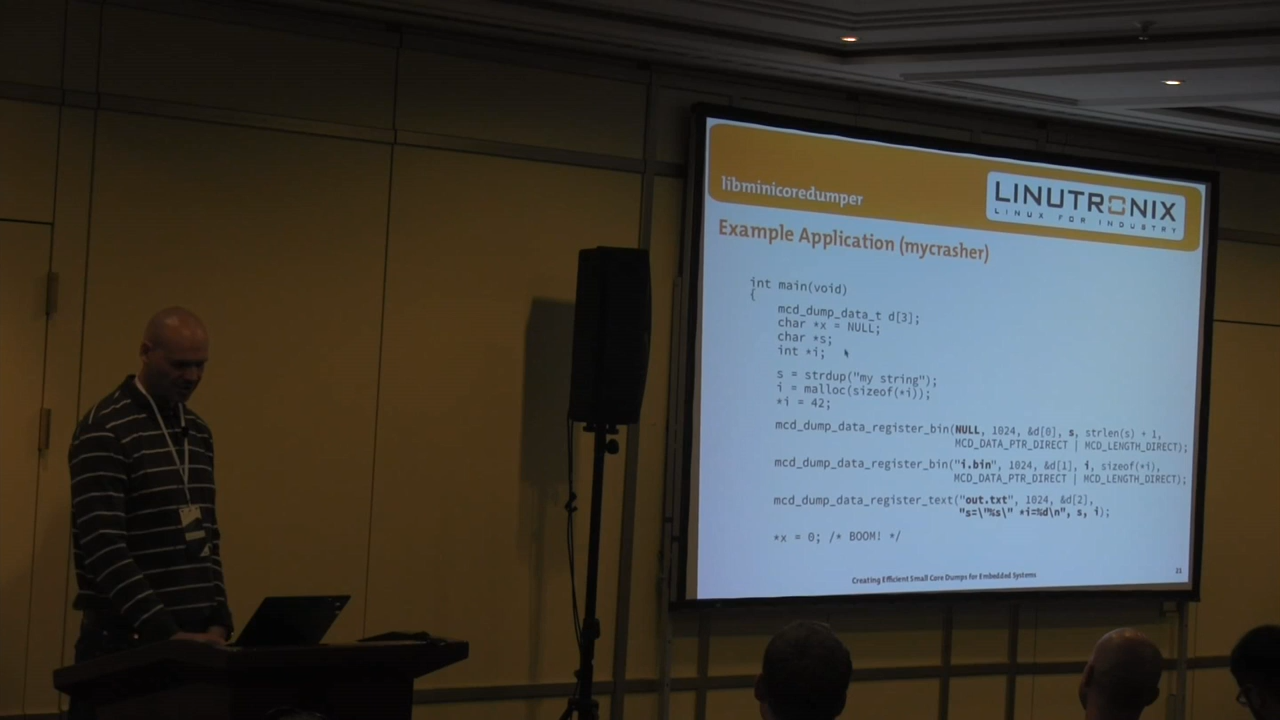 libminicoredumper
LINUTRONIX
LINUX FOR INDUSTRY
Example Application (mycrasher)
int main(void)
{
mcd_dump_data_t d[3];
char *x = NULL;
char *s;
int *i;
s = strdup("my string");
i = malloc(sizeof(*i));
*i = 42;
mcd_dump_data_register_bin(NULL, 1024, &d[0], s, strlen(s) + 1,
MCD_DATA_PTR_DIRECT | MCD_LENGTH_DIRECT);
mcd_dump_data_register_bin("i.bin", 1024, &d[1], i, sizeof(*i),
MCD_DATA_PTR_DIRECT | MCD_LENGTH_DIRECT);
mcd_dump_data_register_text("out.txt", 1024, &d[2],
"s=\"%s\" *i=%d\n", s, i);
*x = 0; /* BOOM! */
Creating Efficient Small Core Dumps for Embedded Systems